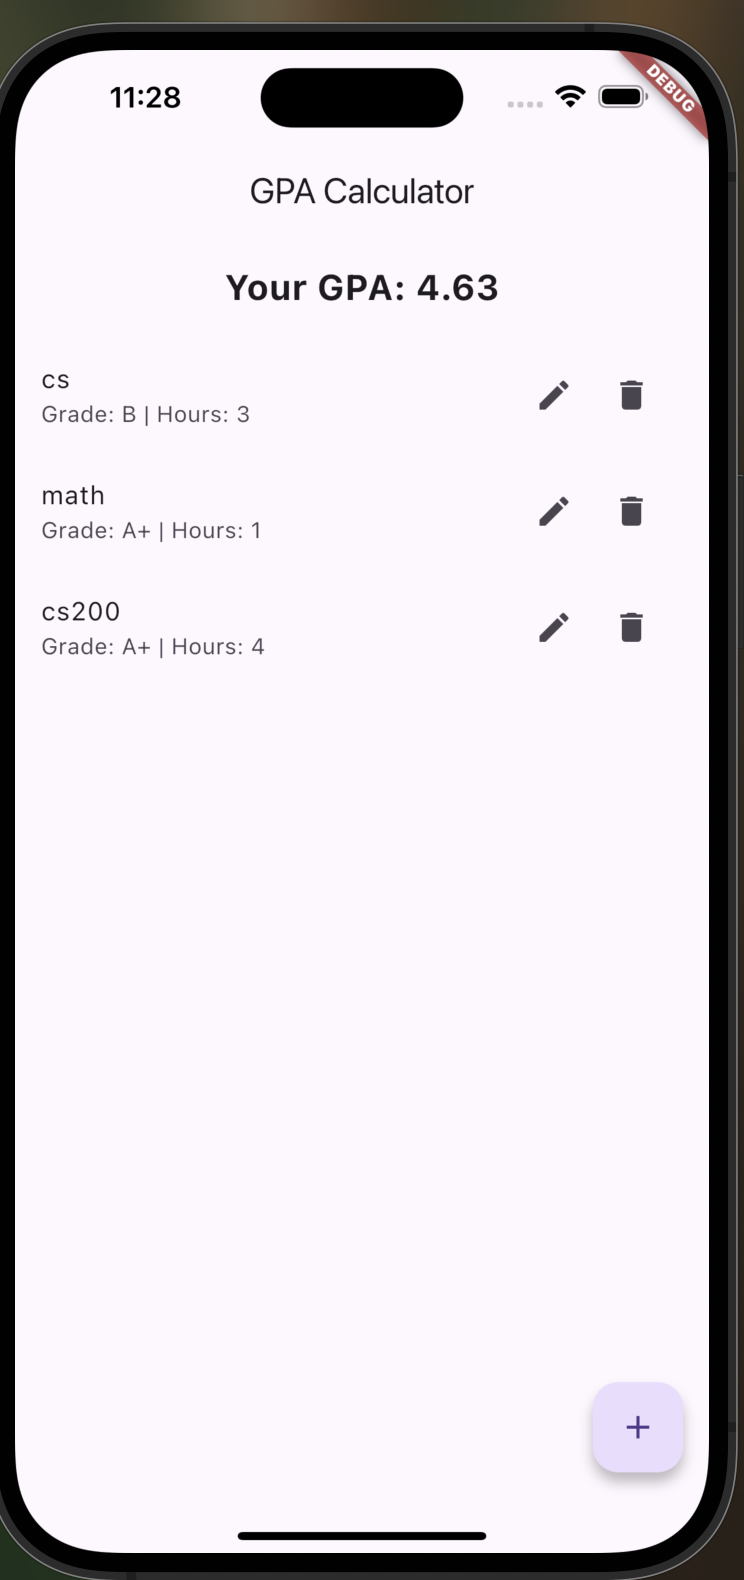 11:28
DEBUG
GPA Calculator
Your GPA: 4.63
cs
Grade: B | Hours: 3
math
Grade: A+ | Hours: 1
cs200
Grade: A+ | Hours: 4
+